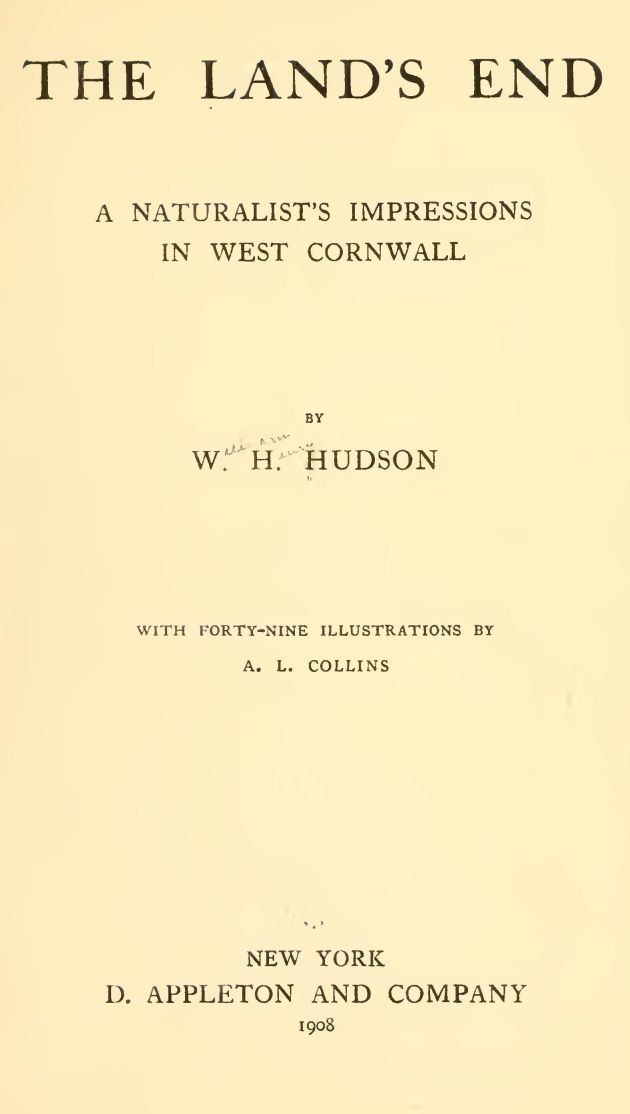 THE LAND'S END
A NATURALIST'S IMPRESSIONS
IN WEST CORNWALL
BY
W. H. HUDSON
WITH FORTY-NINE ILLUSTRATIONS BY
A. L. COLLINS
NEW YORK
D. APPLETON AND COMPANY
1908